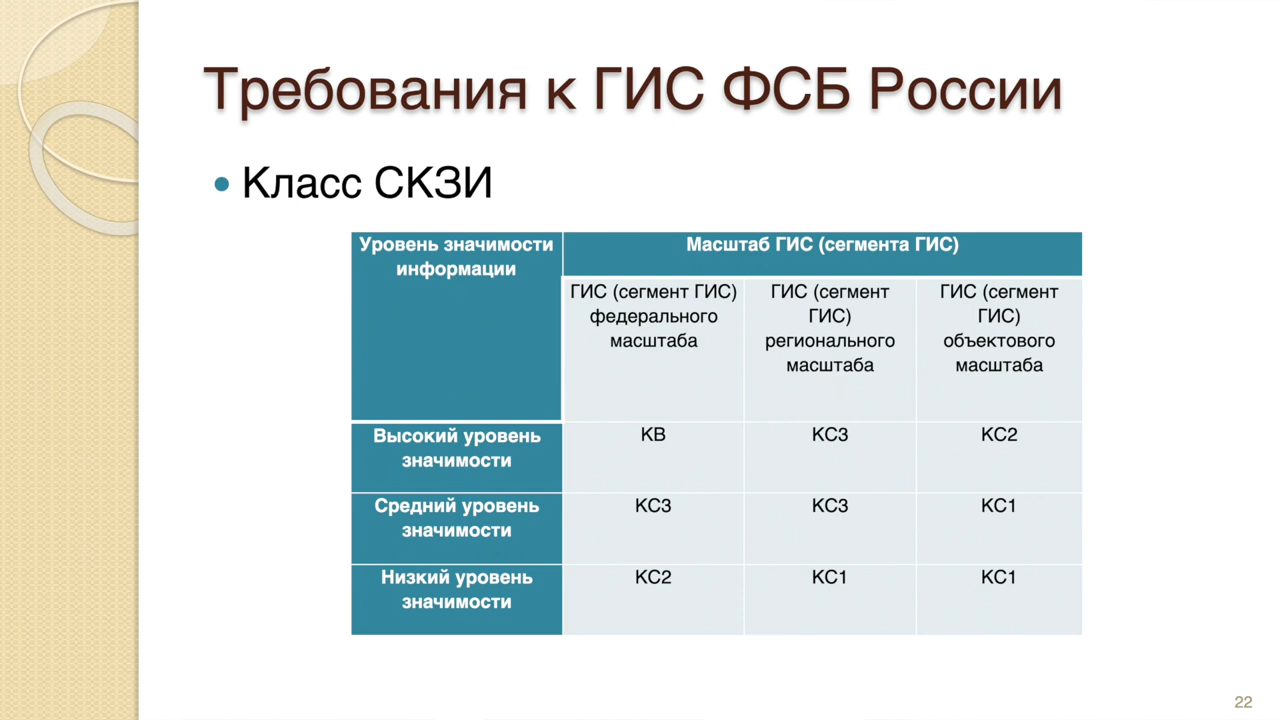 Требования к ГИС ФСБ России
• Класс СКЗИ
Уровень значимости
информации
Масштаб ГИС (сегмента ГИС)
ГИС (сегмент ГИС)
федерального
масштаба
ГИС (сегмент
ГИС)
регионального
масштаба
ГИС (сегмент
ГИС)
объектового
масштаба
Высокий уровень
значимости
КВ
КС3
КС2
Средний уровень
значимости
КС3
КС3
КС1
Низкий уровень
значимости
КС2
КС1
КС1
22